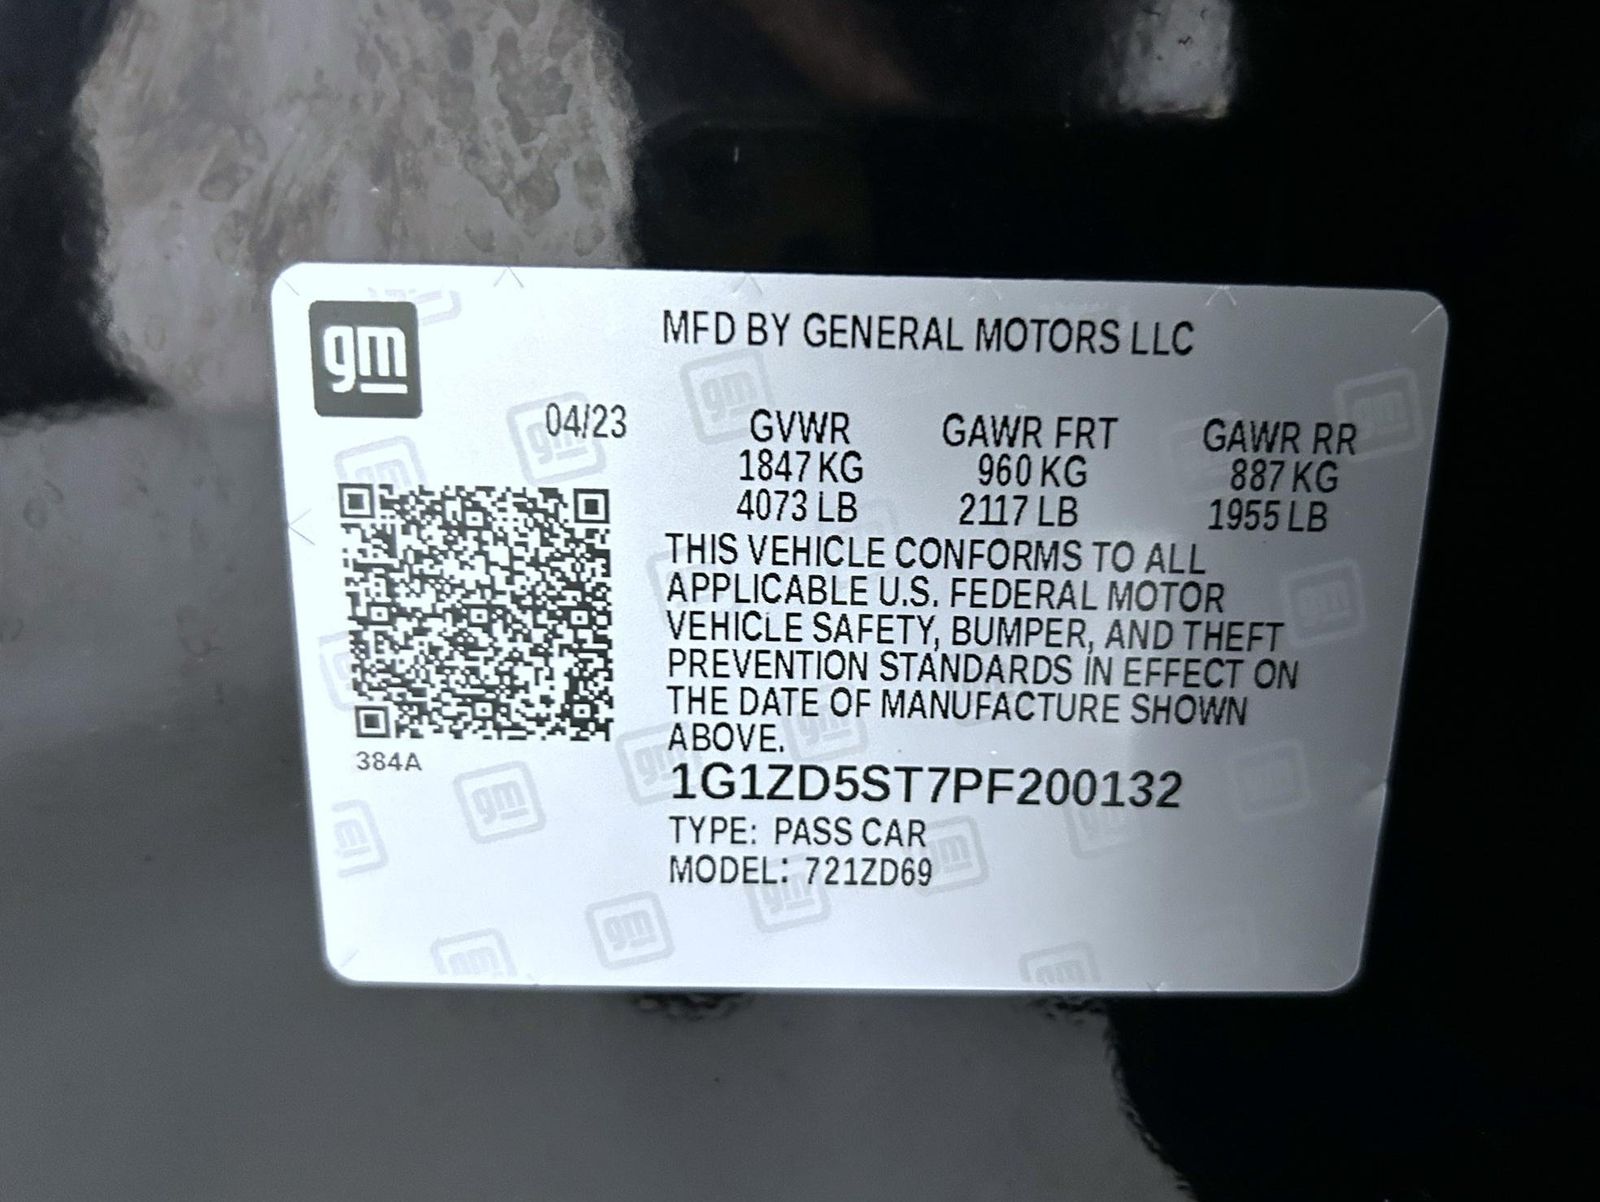 gm
MFD BY GENERAL MOTORS LLC
04/23
GVWR GAWR FRT GAWR RR
1847 KG 960 KG 887 KG
4073 LB 2117 LB 1955 LB
THIS VEHICLE CONFORMS TO ALL
APPLICABLE U.S. FEDERAL MOTOR
VEHICLE SAFETY, BUMPER, AND THEFT
PREVENTION STANDARDS IN EFFECT ON
THE DATE OF MANUFACTURE SHOWN
ABOVE.
384A
1G1ZD5ST7PF200132
TYPE: PASS CAR
MODEL: 721ZD69